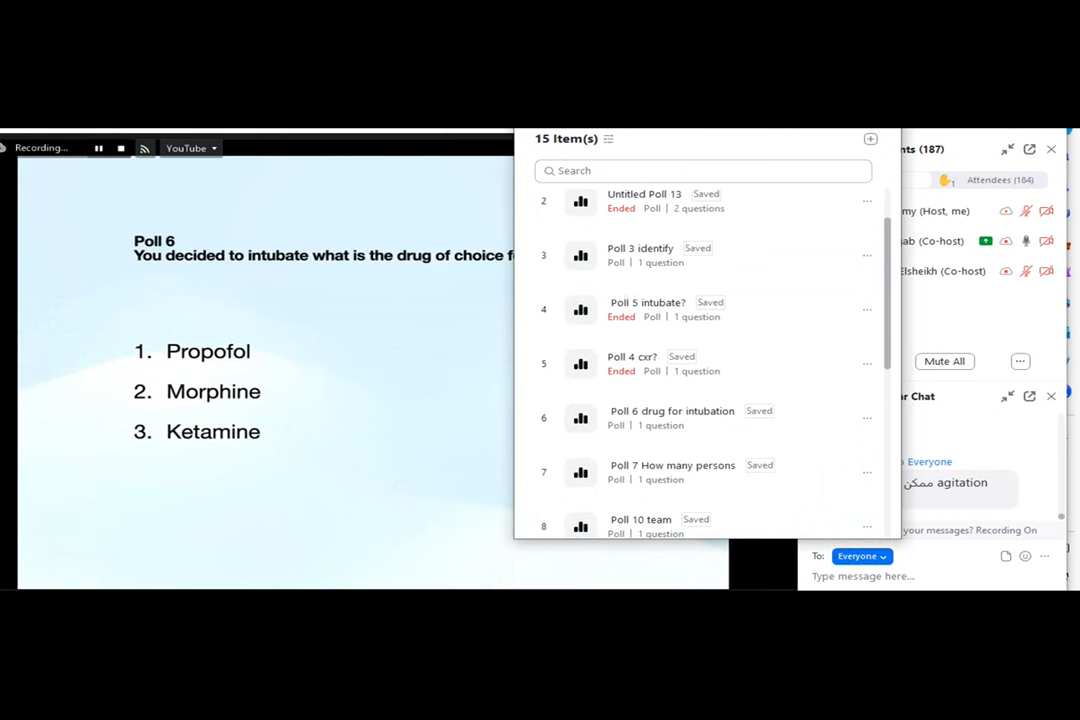 Recording...
YouTube
Poll 6
You decided to intubate what is the drug of choice f
1. Propofol
2. Morphine
3. Ketamine
15 Item(s)
Search
2
Untitled Poll 13 Saved
Ended Poll | 2 questions
3
Poll 3 identify Saved
Poll | 1 question
4
Poll 5 intubate? Saved
Ended Poll | 1 question
5
Poll 4 cxr? Saved
Ended Poll | 1 question
6
Poll 6 drug for intubation Saved
Poll | 1 question
7
Poll 7 How many persons Saved
Poll | 1 question
8
Poll 10 team Saved
Poll | 1 question
nts (187)
1
Attendees (184)
my (Host, me)
ab (Co-host)
Elsheikh (Co-host)
Mute All
ar Chat
Everyone
ممكن agitation
your messages? Recording On
To: Everyone
Type message here...